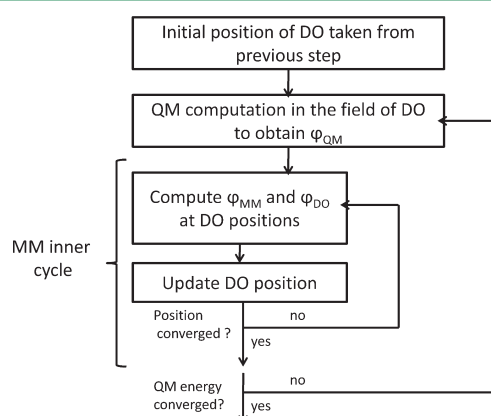 Initial position of DO taken from
previous step
QM computation in the field of DO
to obtain φQM
Compute φMM and φDO
at DO positions
MM inner
cycle
Update DO position
Position
converged ?
no
yes
QM energy
converged?
no
yes